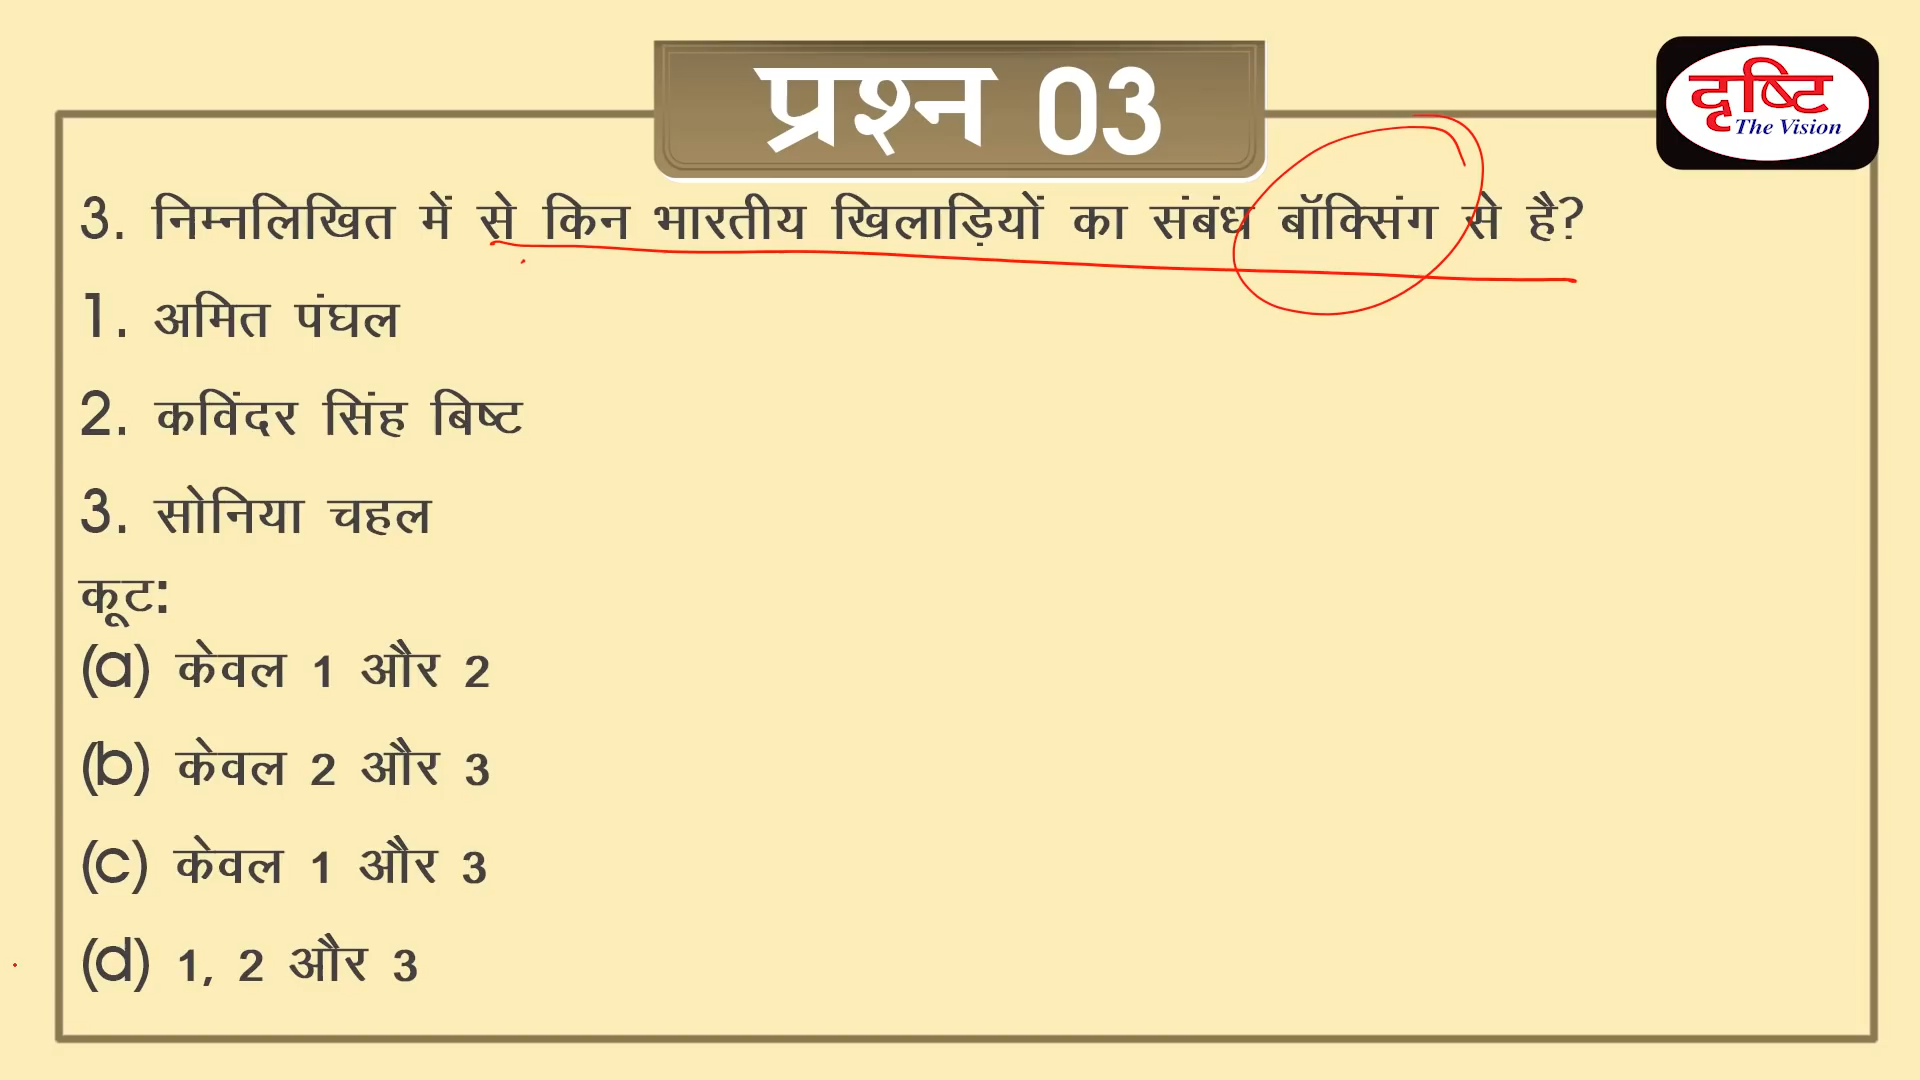 प्रश्न 03
दृष्टि
The Vision
3. निम्नलिखित में से किन भारतीय खिलाड़ियों का संबंध बॉक्सिंग से है?
1. अमित पंघल
2. कविंदर सिंह बिष्ट
3. सोनिया चहल
कूट:
(a) केवल 1 और 2
(b) केवल 2 और 3
(c) केवल 1 और 3
(d) 1, 2 और 3